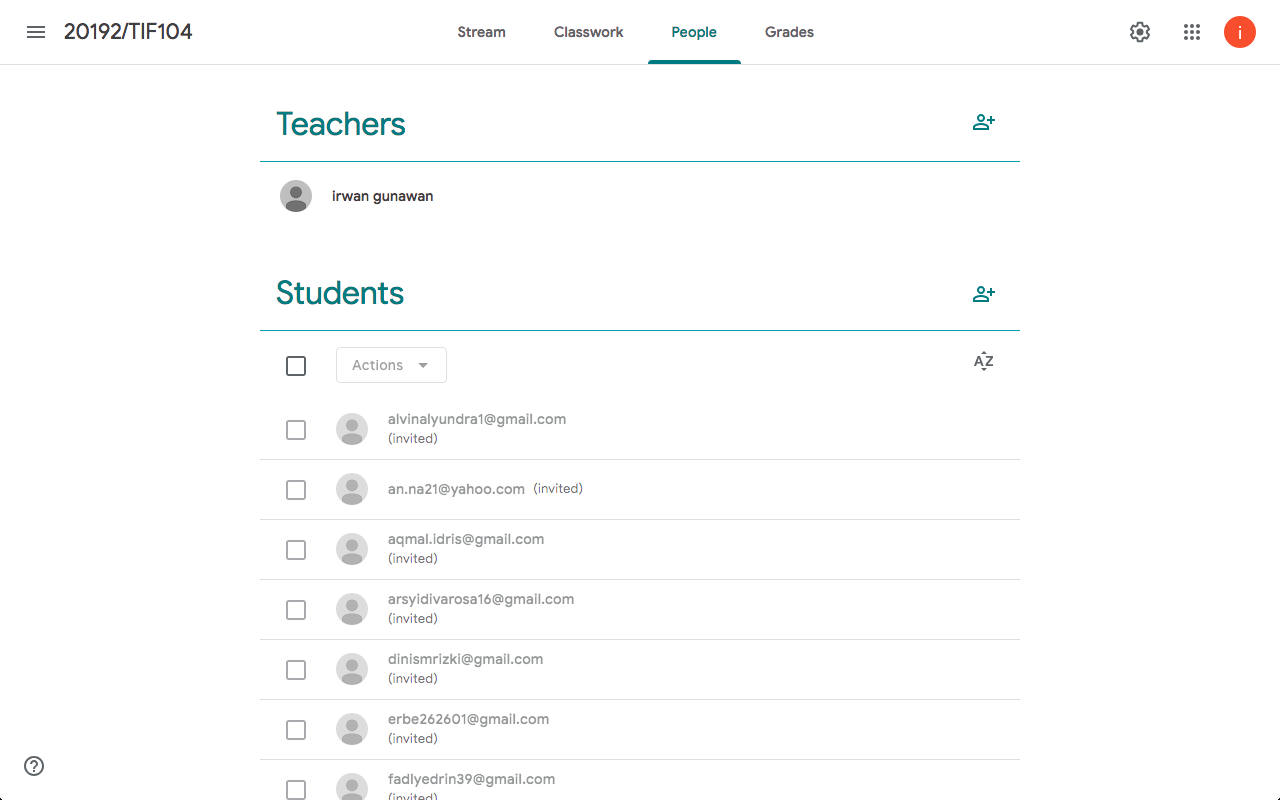 20192/TIF104
Stream
Classwork
People
Grades
i
Teachers
irwan gunawan
Students
Actions
AZ
alvinalyundra1@gmail.com
(invited)
an.na21@yahoo.com (invited)
aqmal.idris@gmail.com
(invited)
arsyidivarosa16@gmail.com
(invited)
dinismrizki@gmail.com
(invited)
erbe262601@gmail.com
(invited)
fadlyedrin39@gmail.com
(invited)